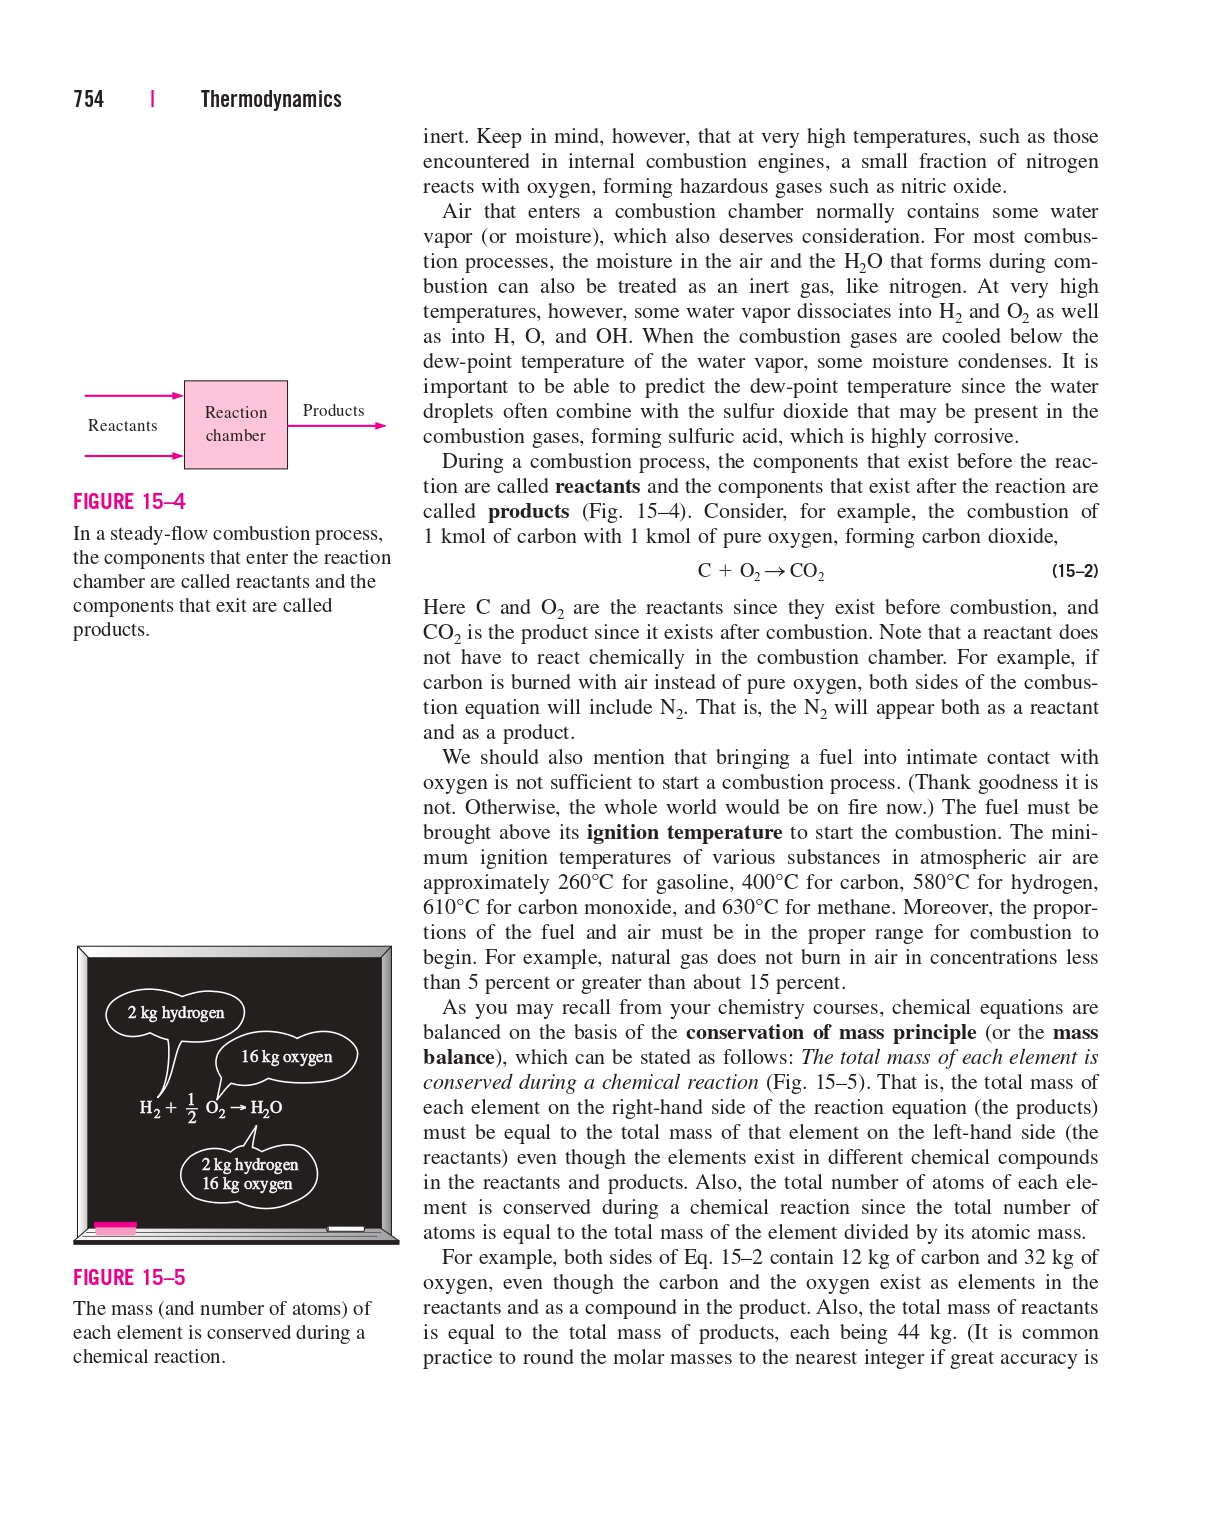 754 | Thermodynamics
inert. Keep in mind, however, that at very high temperatures, such as those
encountered in internal combustion engines, a small fraction of nitrogen
reacts with oxygen, forming hazardous gases such as nitric oxide.
Air that enters a combustion chamber normally contains some water
vapor (or moisture), which also deserves consideration. For most combus-
tion processes, the moisture in the air and the H₂O that forms during com-
bustion can also be treated as an inert gas, like nitrogen. At very high
temperatures, however, some water vapor dissociates into H₂ and O₂ as well
as into H, O, and OH. When the combustion gases are cooled below the
dew-point temperature of the water vapor, some moisture condenses. It is
important to be able to predict the dew-point temperature since the water
droplets often combine with the sulfur dioxide that may be present in the
combustion gases, forming sulfuric acid, which is highly corrosive.
During a combustion process, the components that exist before the reac-
tion are called reactants and the components that exist after the reaction are
called products (Fig. 15–4). Consider, for example, the combustion of
1 kmol of carbon with 1 kmol of pure oxygen, forming carbon dioxide,
C + O₂ → CO₂ (15–2)
Here C and O₂ are the reactants since they exist before combustion, and
CO₂ is the product since it exists after combustion. Note that a reactant does
not have to react chemically in the combustion chamber. For example, if
carbon is burned with air instead of pure oxygen, both sides of the combus-
tion equation will include N₂. That is, the N₂ will appear both as a reactant
and as a product.
We should also mention that bringing a fuel into intimate contact with
oxygen is not sufficient to start a combustion process. (Thank goodness it is
not. Otherwise, the whole world would be on fire now.) The fuel must be
brought above its ignition temperature to start the combustion. The mini-
mum ignition temperatures of various substances in atmospheric air are
approximately 260°C for gasoline, 400°C for carbon, 580°C for hydrogen,
610°C for carbon monoxide, and 630°C for methane. Moreover, the propor-
tions of the fuel and air must be in the proper range for combustion to
begin. For example, natural gas does not burn in air in concentrations less
than 5 percent or greater than about 15 percent.
As you may recall from your chemistry courses, chemical equations are
balanced on the basis of the conservation of mass principle (or the mass
balance), which can be stated as follows: The total mass of each element is
conserved during a chemical reaction (Fig. 15–5). That is, the total mass of
each element on the right-hand side of the reaction equation (the products)
must be equal to the total mass of that element on the left-hand side (the
reactants) even though the elements exist in different chemical compounds
in the reactants and products. Also, the total number of atoms of each ele-
ment is conserved during a chemical reaction since the total number of
atoms is equal to the total mass of the element divided by its atomic mass.
For example, both sides of Eq. 15–2 contain 12 kg of carbon and 32 kg of
oxygen, even though the carbon and the oxygen exist as elements in the
reactants and as a compound in the product. Also, the total mass of reactants
is equal to the total mass of products, each being 44 kg. (It is common
practice to round the molar masses to the nearest integer if great accuracy is
Reactants
Reaction
chamber
Products
FIGURE 15–4
In a steady-flow combustion process,
the components that enter the reaction
chamber are called reactants and the
components that exit are called
products.
2 kg hydrogen
16 kg oxygen
H₂ + ½ O₂ → H₂O
2 kg hydrogen
16 kg oxygen
FIGURE 15–5
The mass (and number of atoms) of
each element is conserved during a
chemical reaction.